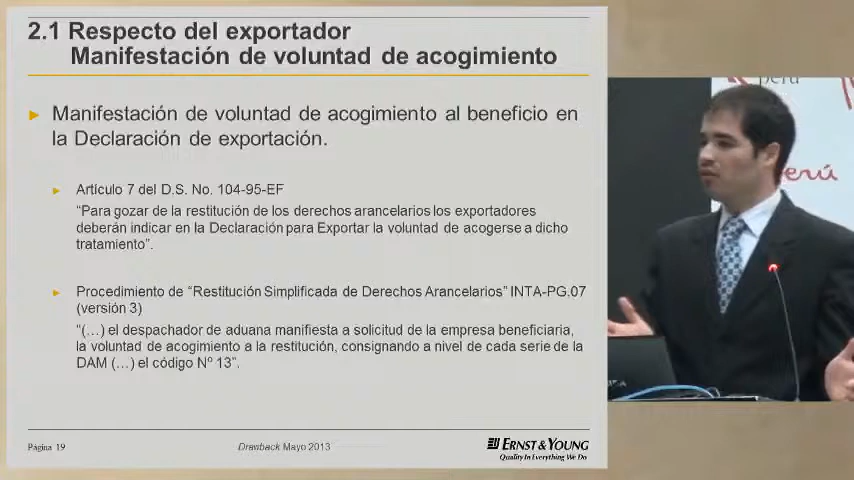 2.1 Respecto del exportador
Manifestación de voluntad de acogimiento
► Manifestación de voluntad de acogimiento al beneficio en
la Declaración de exportación.
► Artículo 7 del D.S. No. 104-95-EF
“Para gozar de la restitución de los derechos arancelarios los exportadores
deberán indicar en la Declaración para Exportar la voluntad de acogerse a dicho
tratamiento”.
► Procedimiento de “Restitución Simplificada de Derechos Arancelarios” INTA-PG.07
(versión 3)
“(…) el despachador de aduana manifiesta a solicitud de la empresa beneficiaria,
la voluntad de acogimiento a la restitución, consignando a nivel de cada serie de la
DAM (…) el código Nº 13”.
Página 19
Drawback Mayo 2013
ERNST & YOUNG
Quality In Everything We Do
perú